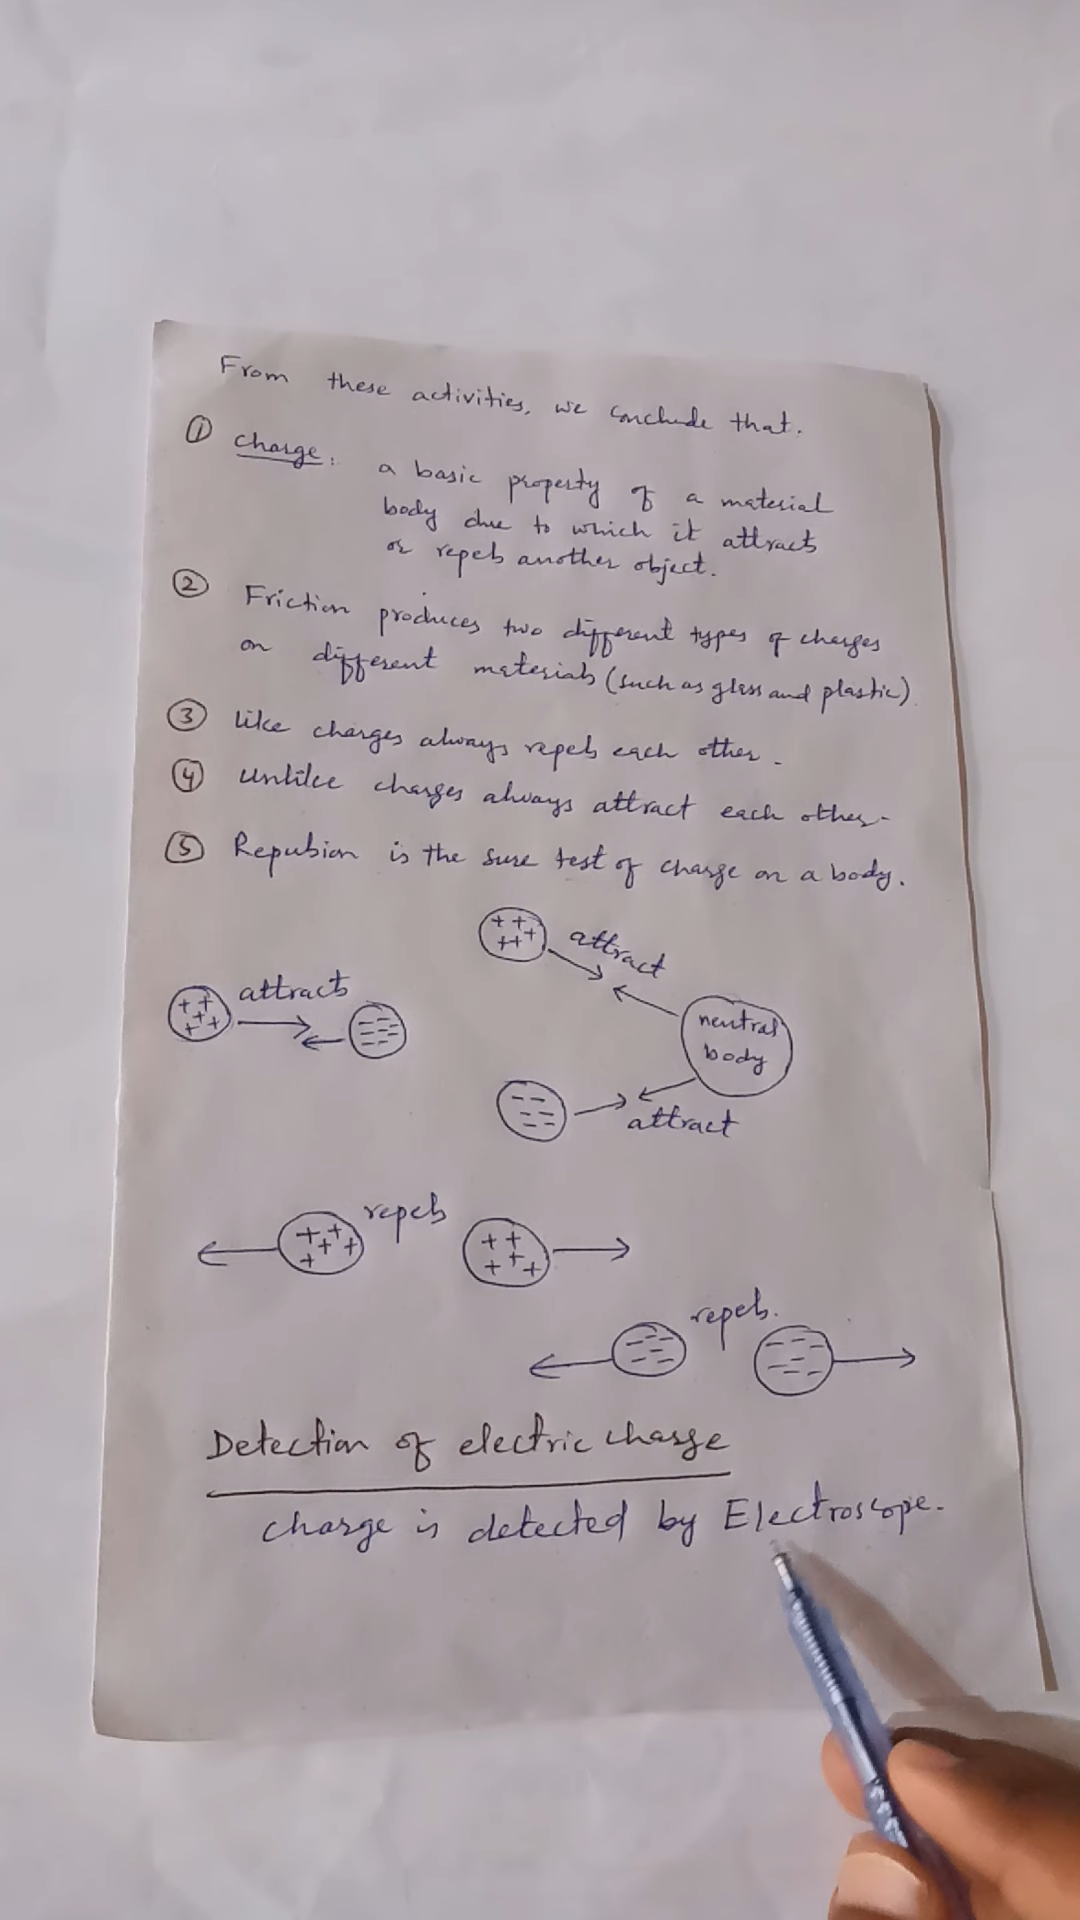 From these activities, we conclude that.
① Charge: a basic property of a material
body due to which it attracts
or repels another object.
② Friction produces two different types of charges
on different materials (such as glass and plastic)
③ like charges always repels each other.
④ unlike charges always attract each other.
⑤ Repulsion is the sure test of charge on a body.
+ + + + +
attract
attracts
+ + + + +
neutral
body
attract
repels
+ + + + +
+ + + + +
repels.
Detection of electric charge
charge is detected by Electroscope.